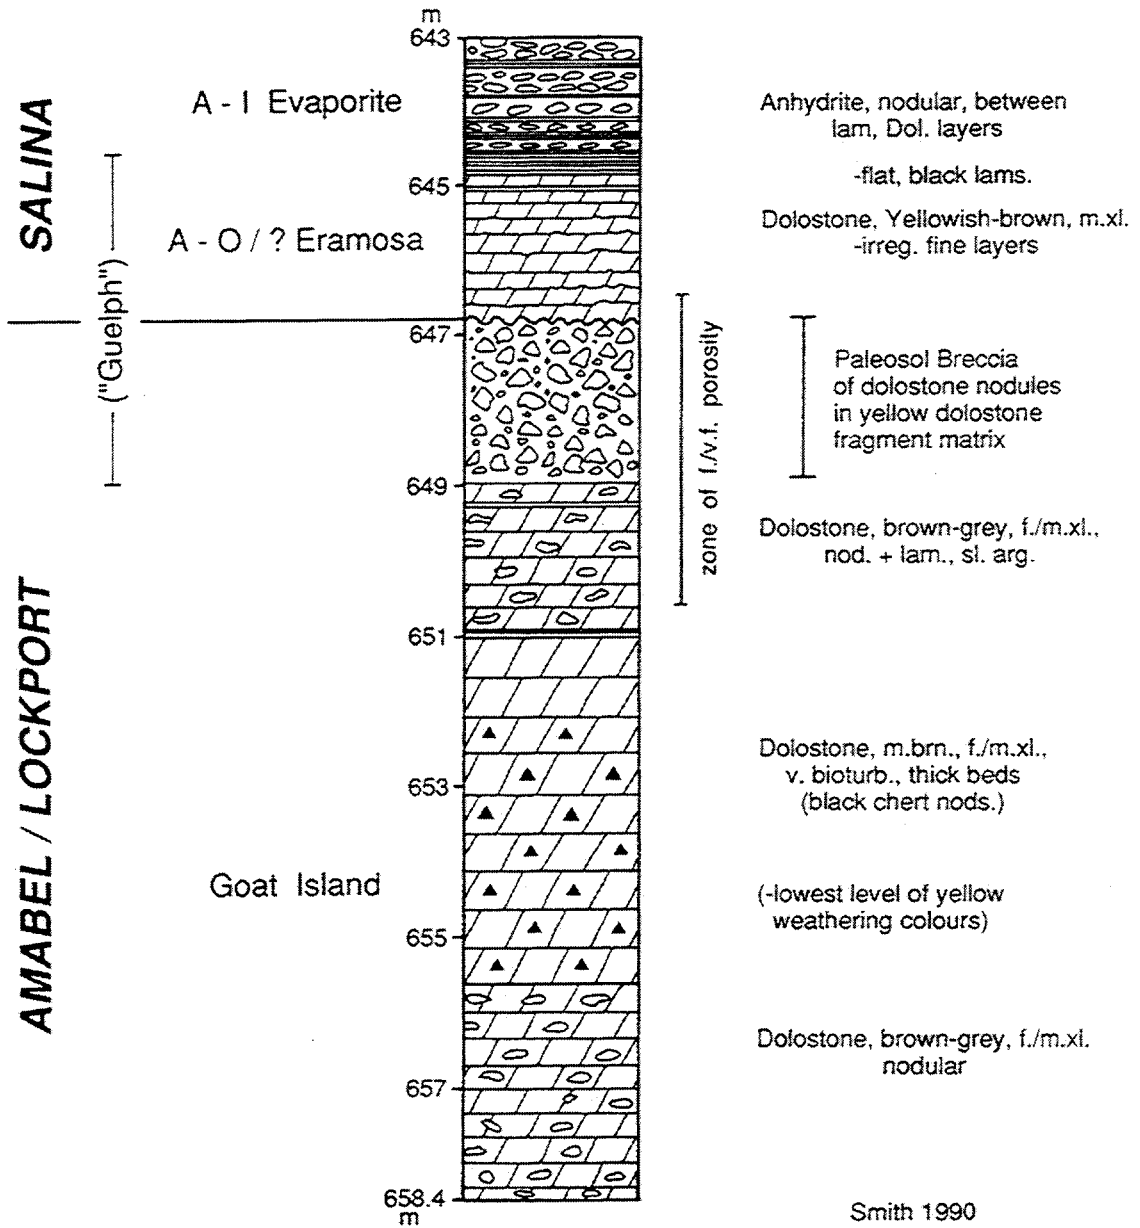 m
643
645
647
649
651
653
655
657
658.4
m
SALINA
AMABEL / LOCKPORT
A - I Evaporite
A - O / ? Eramosa
("Guelph")
Goat Island
zone of f./v.f. porosity
Anhydrite, nodular, between
lam, Dol. layers
-flat, black lams.
Dolostone, Yellowish-brown, m.xl.
-irreg. fine layers
Paleosol Breccia
of dolostone nodules
in yellow dolostone
fragment matrix
Dolostone, brown-grey, f./m.xl.,
nod. + lam., sl. arg.
Dolostone, m.brn., f./m.xl.,
v. bioturb., thick beds
(black chert nods.)
(-lowest level of yellow
weathering colours)
Dolostone, brown-grey, f./m.xl.
nodular
Smith 1990